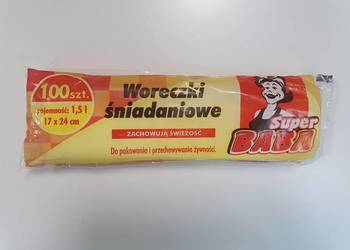 100 szt.
pojemność: 1,5 l
17 x 24 cm
Woreczki
śniadaniowe
ZACHOWUJĄ ŚWIEŻOŚĆ
Do pakowania i przechowywania żywności.
Super
BABA